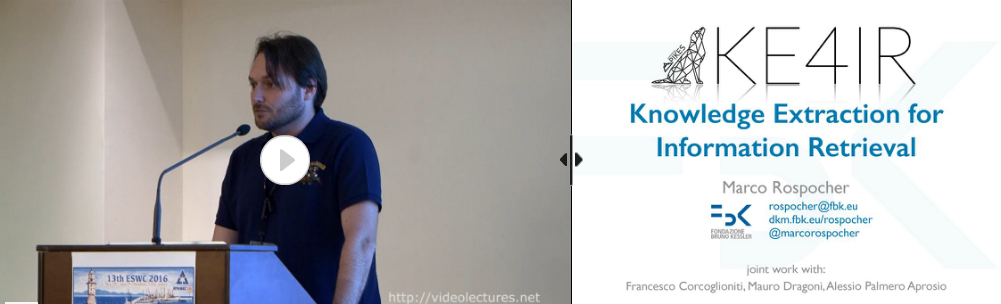 13th ESWC 2016
http://videolectures.net
PIKES
KE4IR
Knowledge Extraction for
Information Retrieval
Marco Rospocher
FONDAZIONE
BRUNO KESSLER
rospocher@fbk.eu
dkm.fbk.eu/rospocher
@marcorospocher
joint work with:
Francesco Corcoglioniti, Mauro Dragoni, Alessio Palmero Aprosio